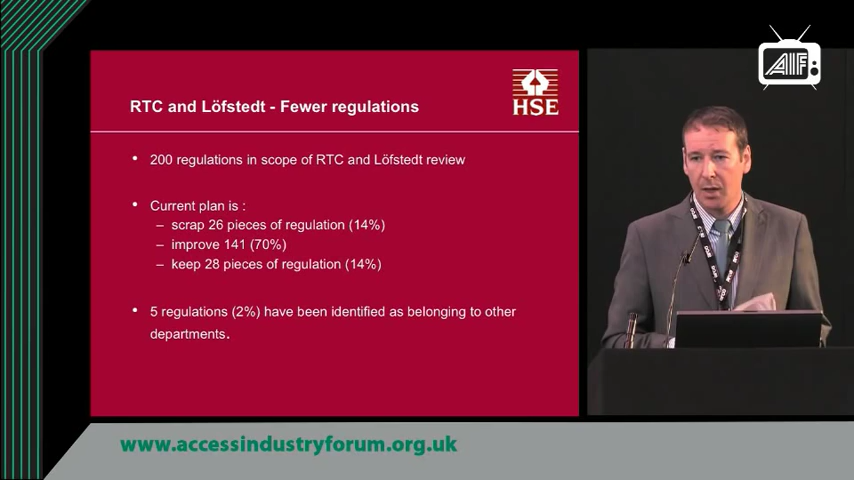 AIF
RTC and Löfstedt - Fewer regulations
HSE
• 200 regulations in scope of RTC and Löfstedt review
• Current plan is :
– scrap 26 pieces of regulation (14%)
– improve 141 (70%)
– keep 28 pieces of regulation (14%)
• 5 regulations (2%) have been identified as belonging to other
departments.
www.accessindustryforum.org.uk